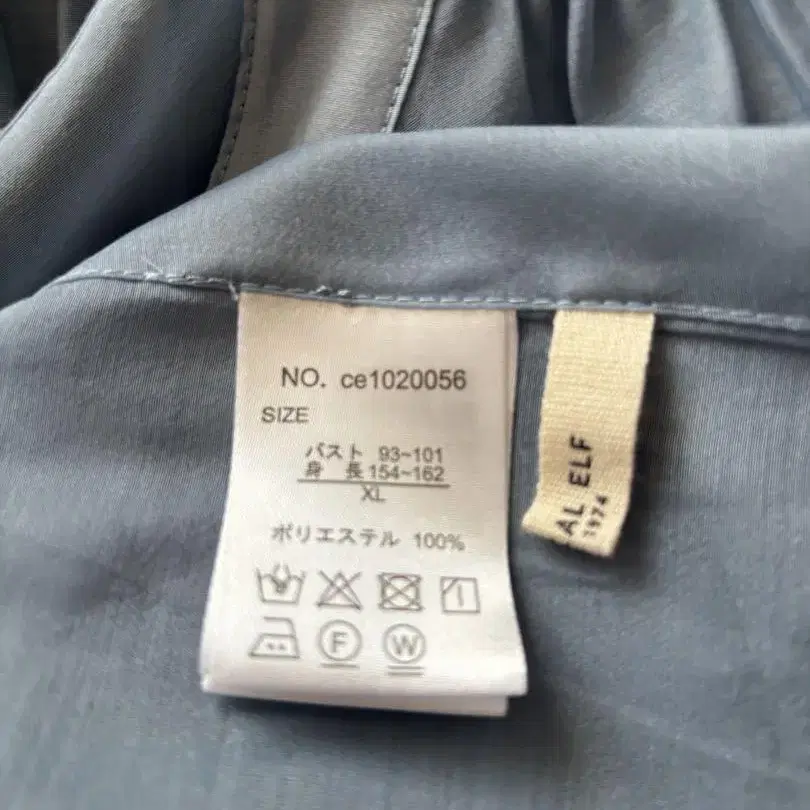 NO. ce1020056
SIZE
バスト 93~101
身 長 154~162
XL
ポリエステル 100%
F
W
AL ELF
1974